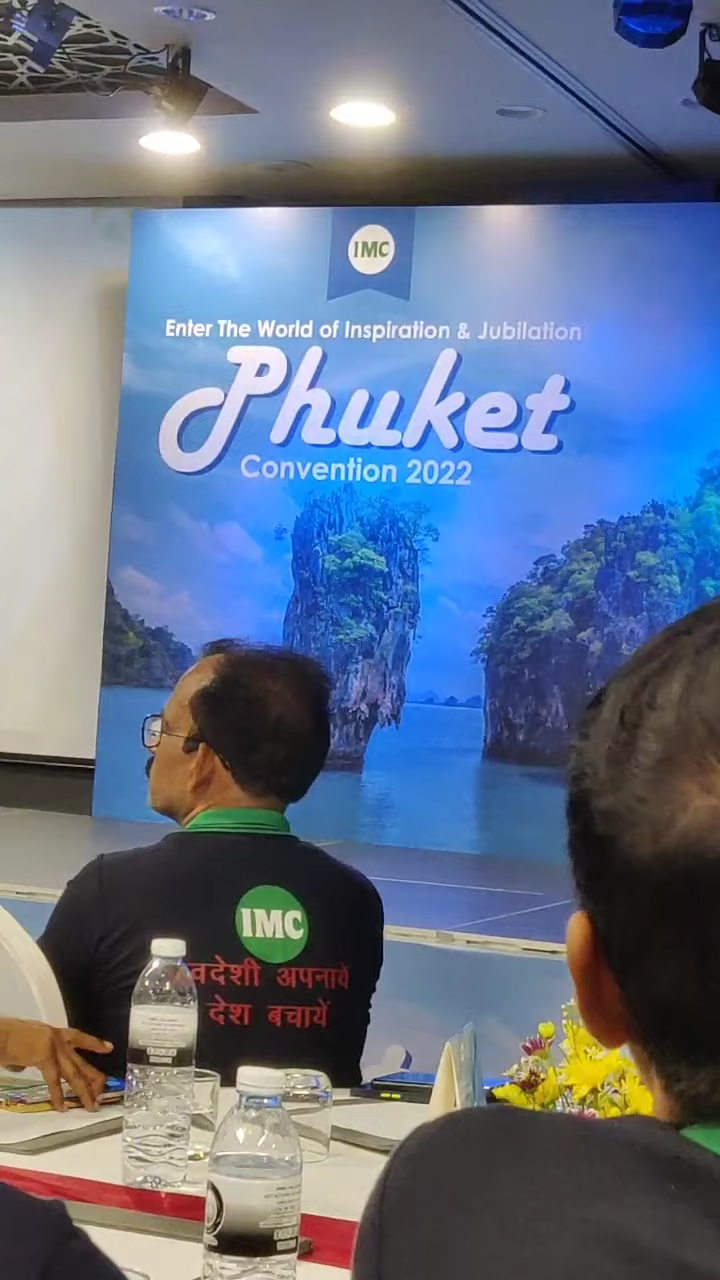 IMC
Enter The World of Inspiration & Jubilation
Phuket
Convention 2022
IMC
वदेशी अपनायें
देश बचायें